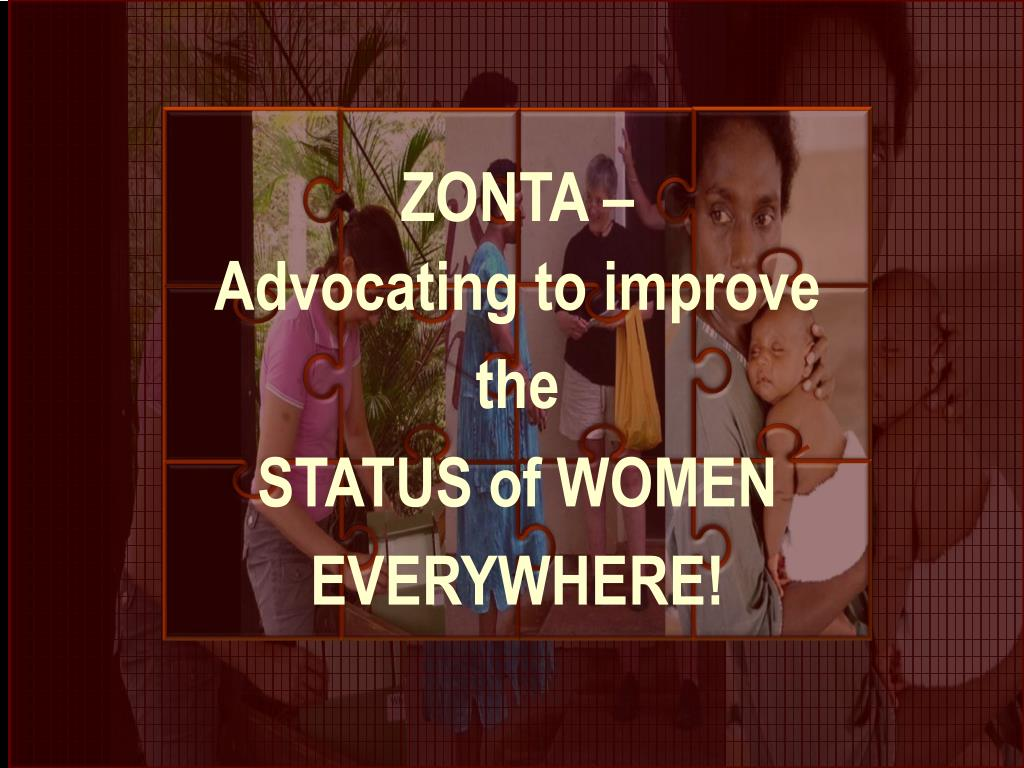 ZONTA –
Advocating to improve
the
STATUS of WOMEN
EVERYWHERE!